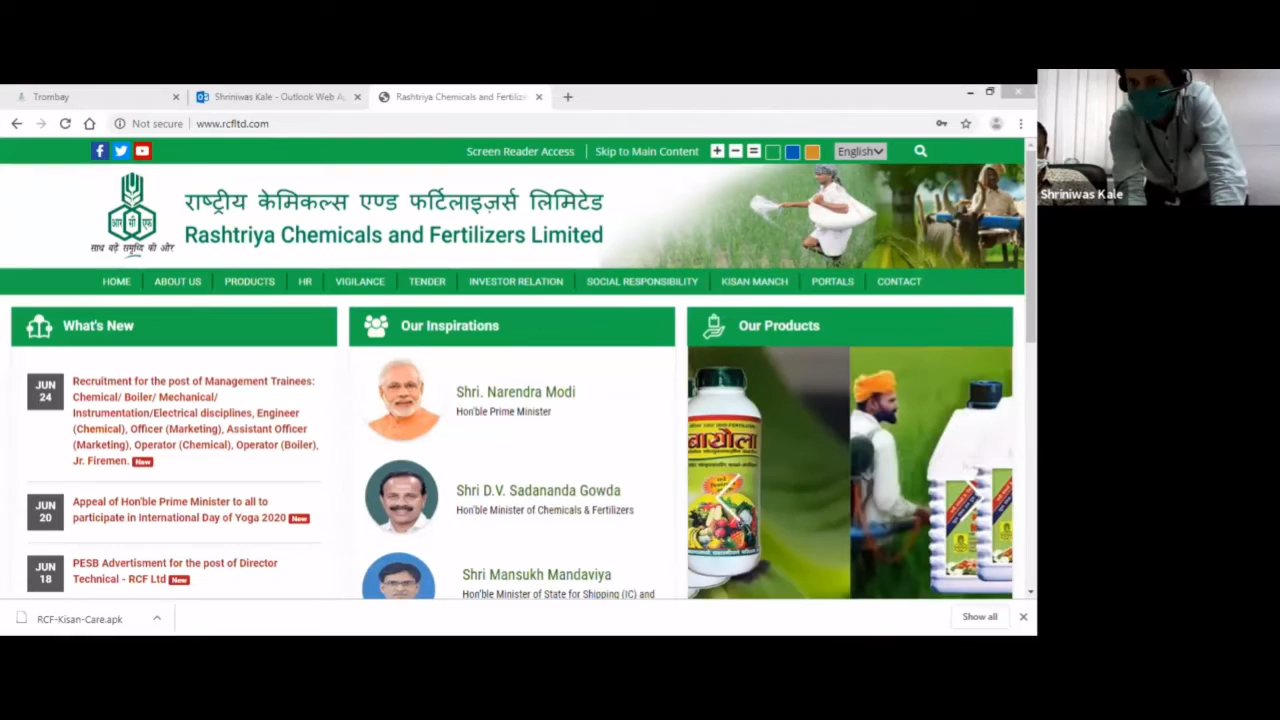 Trombay
Shriniwas Kale - Outlook Web A
Rashtriya Chemicals and Fertilize
Not secure
www.rcfltd.com
Screen Reader Access
Skip to Main Content
+
-
=
English
आर सी एफ
साथ बढ़े समृध्दि की ओर
राष्ट्रीय केमिकल्स एण्ड फर्टिलाइज़र्स लिमिटेड
Rashtriya Chemicals and Fertilizers Limited
HOME
ABOUT US
PRODUCTS
HR
VIGILANCE
TENDER
INVESTOR RELATION
SOCIAL RESPONSIBILITY
KISAN MANCH
PORTALS
CONTACT
What's New
JUN
24
Recruitment for the post of Management Trainees:
Chemical/ Boiler/ Mechanical/
Instrumentation/Electrical disciplines, Engineer
(Chemical), Officer (Marketing), Assistant Officer
(Marketing), Operator (Chemical), Operator (Boiler),
Jr. Firemen. New
JUN
20
Appeal of Hon'ble Prime Minister to all to
participate in International Day of Yoga 2020 New
JUN
18
PESB Advertisment for the post of Director
Technical - RCF Ltd New
Our Inspirations
Shri. Narendra Modi
Hon'ble Prime Minister
Shri D.V. Sadananda Gowda
Hon'ble Minister of Chemicals & Fertilizers
Shri Mansukh Mandaviya
Hon'ble Minister of State for Shipping (IC) and
Our Products
बायोला
RCF-Kisan-Care.apk
Show all
Shriniwas Kale